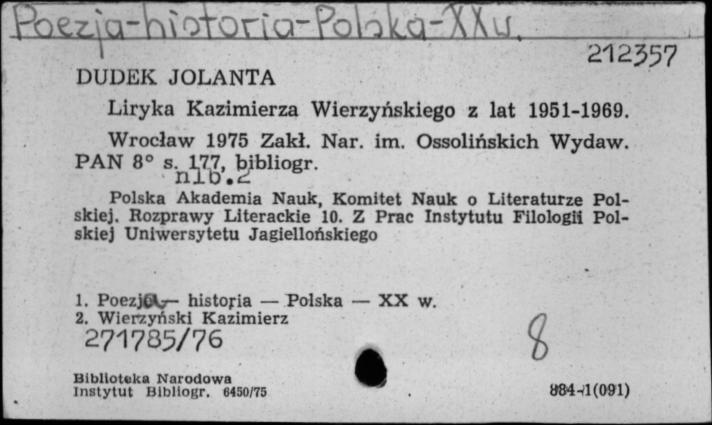 Poezja-historia-Polska-XX w.
212357
DUDEK JOLANTA
Liryka Kazimierza Wierzyńskiego z lat 1951-1969.
Wrocław 1975 Zakł. Nar. im. Ossolińskich Wydaw.
PAN 8° s. 177, bibliogr.
nlb.2
Polska Akademia Nauk, Komitet Nauk o Literaturze Pol-
skiej. Rozprawy Literackie 10. Z Prac Instytutu Filologii Pol-
skiej Uniwersytetu Jagiellońskiego
1. Poezja — historia — Polska — XX w.
2. Wierzyński Kazimierz
271785/76
8
Biblioteka Narodowa
Instytut Bibliogr. 6450/75
884-1(091)